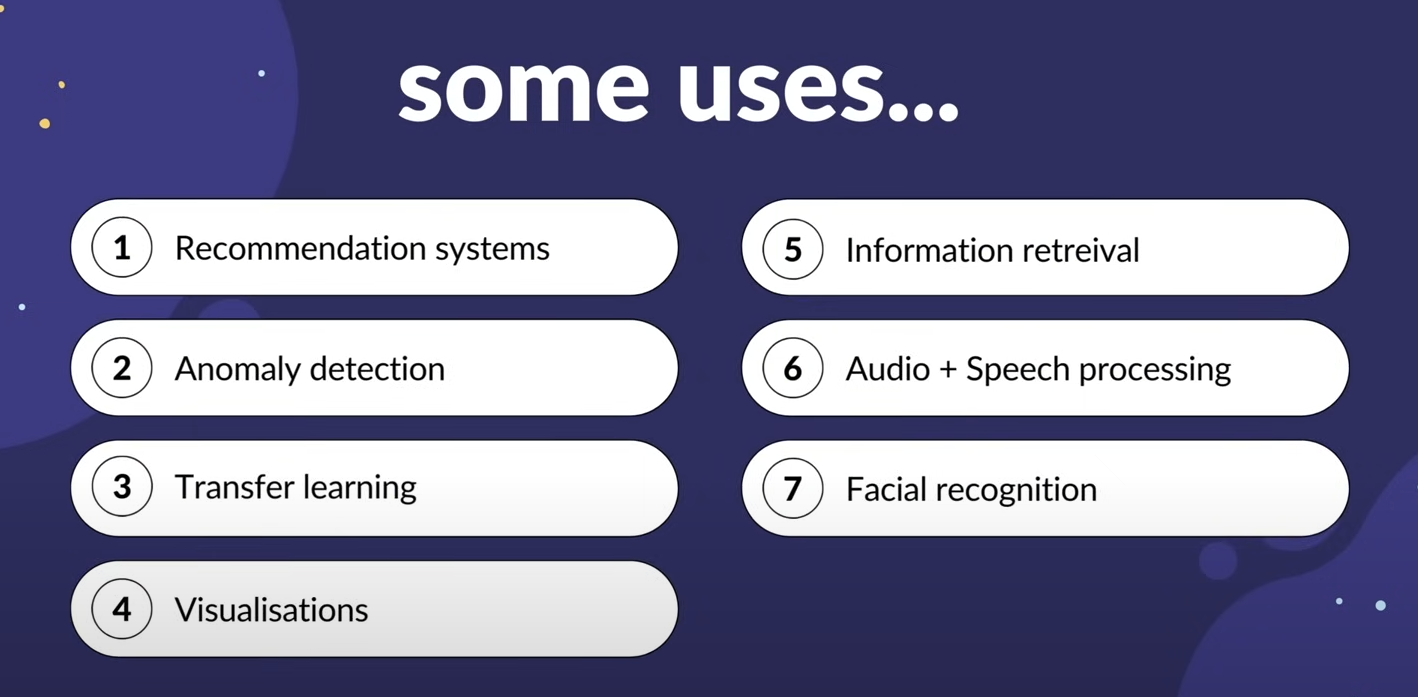 some uses...
1 Recommendation systems
2 Anomaly detection
3 Transfer learning
4 Visualisations
5 Information retreival
6 Audio + Speech processing
7 Facial recognition